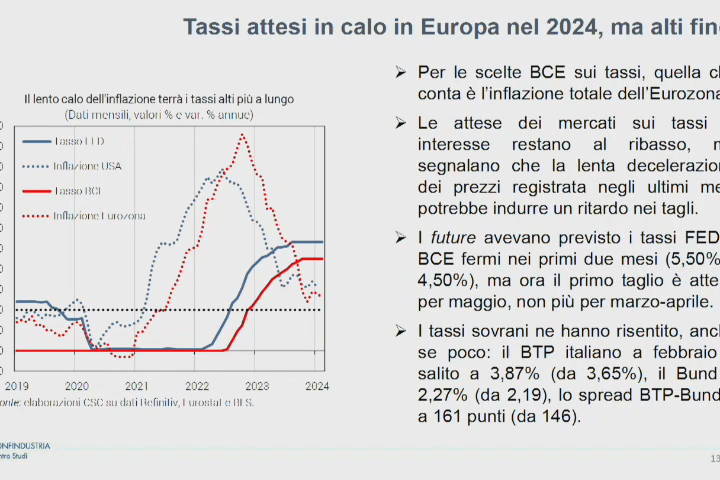 Tassi attesi in calo in Europa nel 2024, ma alti fino
Il lento calo dell'inflazione terrà i tassi alti più a lungo
(Dati mensili, valori % e var. % annue)
Tasso FED
Inflazione USA
Tasso BCE
Inflazione Eurozona
2019 2020 2021 2022 2023 2024
Fonte: elaborazioni CSC su dati Refinitiv, Eurostat e BLS.
ONFINDUSTRIA
ntro Studi
➤ Per le scelte BCE sui tassi, quella ch
conta è l'inflazione totale dell'Eurozona
➤ Le attese dei mercati sui tassi
interesse restano al ribasso, m
segnalano che la lenta decelerazion
dei prezzi registrata negli ultimi me
potrebbe indurre un ritardo nei tagli.
➤ I future avevano previsto i tassi FED
BCE fermi nei primi due mesi (5,50%
4,50%), ma ora il primo taglio è atte
per maggio, non più per marzo-aprile.
➤ I tassi sovrani ne hanno risentito, anch
se poco: il BTP italiano a febbraio
salito a 3,87% (da 3,65%), il Bund
2,27% (da 2,19), lo spread BTP-Bund
a 161 punti (da 146).
13